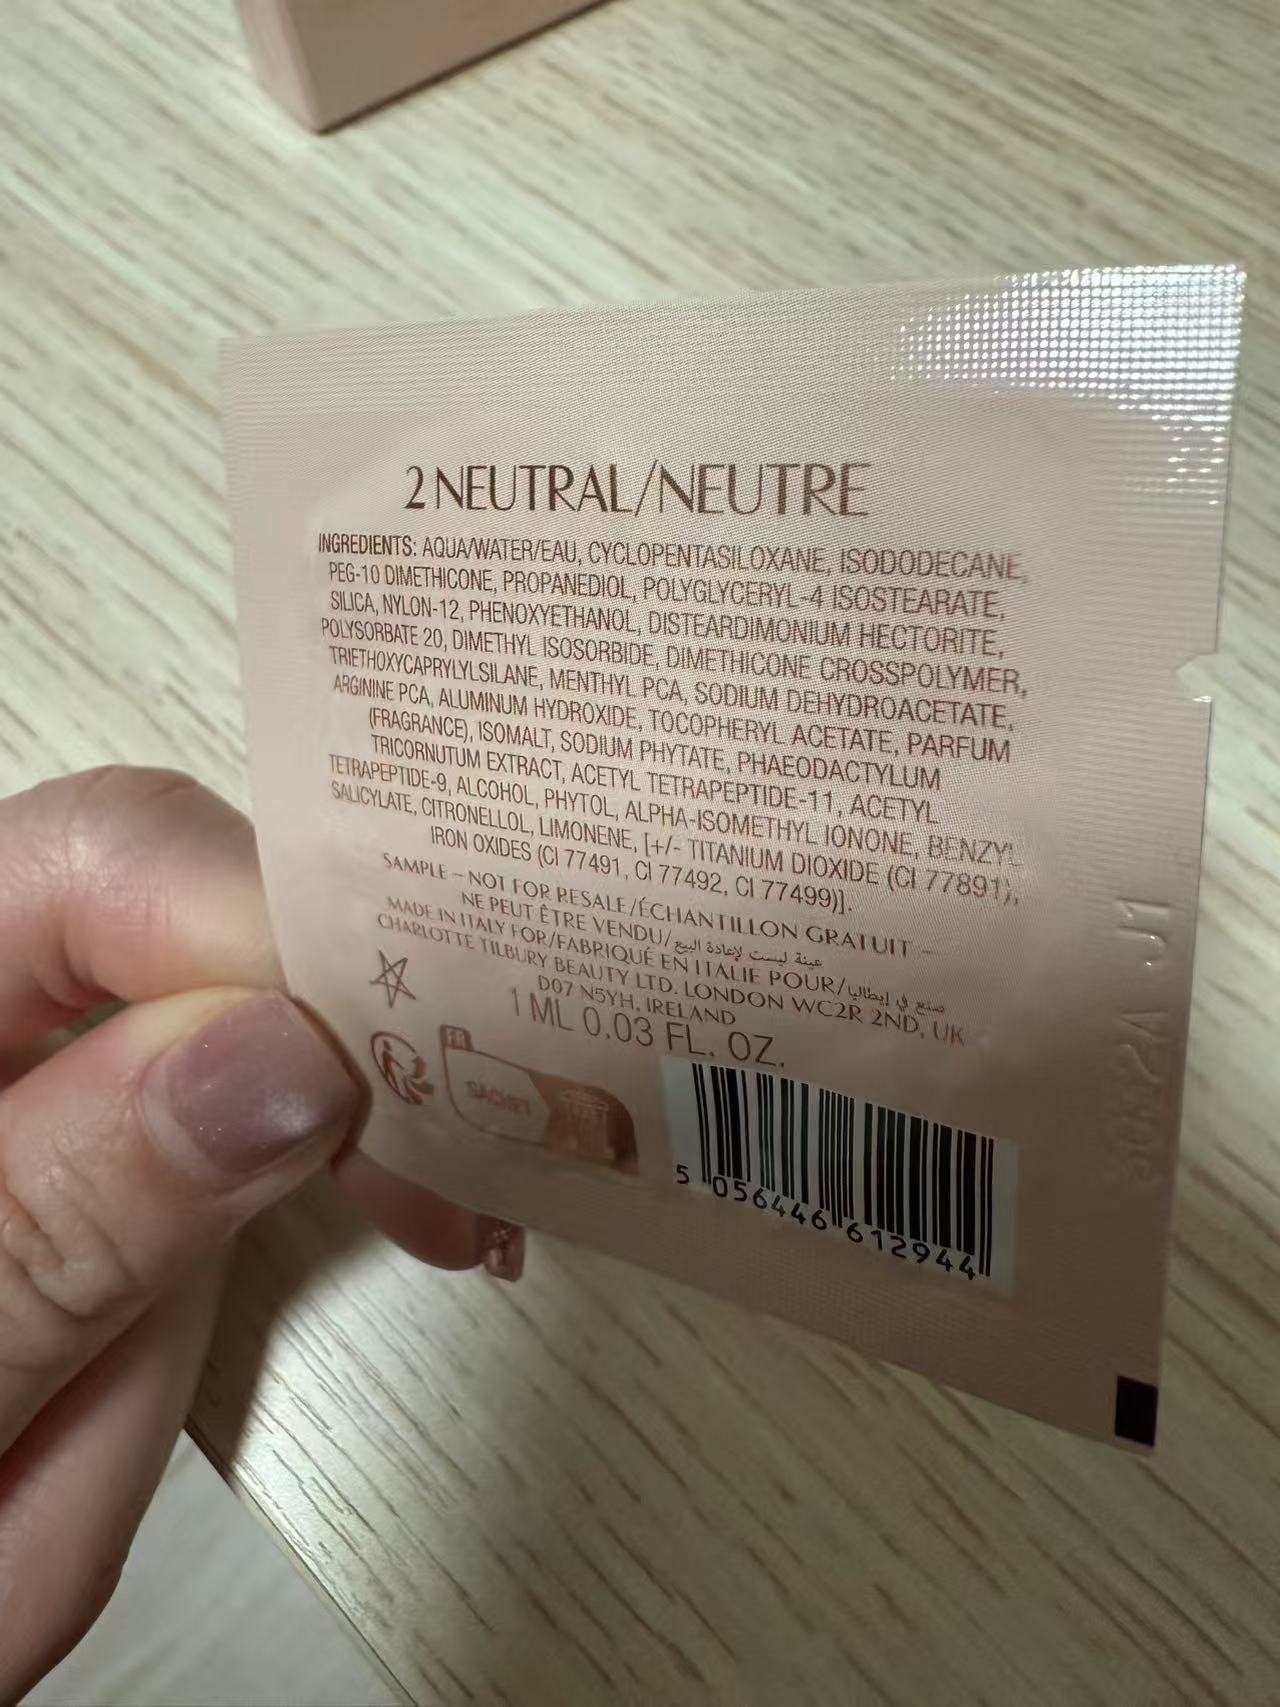 2 NEUTRAL/NEUTRE
INGREDIENTS: AQUA/WATER/EAU, CYCLOPENTASILOXANE, ISODODECANE,
PEG-10 DIMETHICONE, PROPANEDIOL, POLYGLYCERYL-4 ISOSTEARATE,
SILICA, NYLON-12, PHENOXYETHANOL, DISTEARDIMONIUM HECTORITE,
POLYSORBATE 20, DIMETHYL ISOSORBIDE, DIMETHICONE CROSSPOLYMER,
TRIETHOXYCAPRYLYLSILANE, MENTHYL PCA, SODIUM DEHYDROACETATE,
ARGININE PCA, ALUMINUM HYDROXIDE, TOCOPHERYL ACETATE, PARFUM
(FRAGRANCE), ISOMALT, SODIUM PHYTATE, PHAEODACTYLUM
TRICORNUTUM EXTRACT, ACETYL TETRAPEPTIDE-11, ACETYL
TETRAPEPTIDE-9, ALCOHOL, PHYTOL, ALPHA-ISOMETHYL IONONE, BENZYL
SALICYLATE, CITRONELLOL, LIMONENE, [+/- TITANIUM DIOXIDE (CI 77891),
IRON OXIDES (CI 77491, CI 77492, CI 77499)].
SAMPLE – NOT FOR RESALE/ÉCHANTILLON GRATUIT –
NE PEUT ÊTRE VENDU/عينة ليست لإعادة البيع
MADE IN ITALY FOR/FABRIQUÉ EN ITALIE POUR/صنع في إيطاليا
CHARLOTTE TILBURY BEAUTY LTD. LONDON WC2R 2ND, UK
D07 N5YH, IRELAND
1 ML 0.03 FL. OZ.
FR
SACHET
5 056446 612944